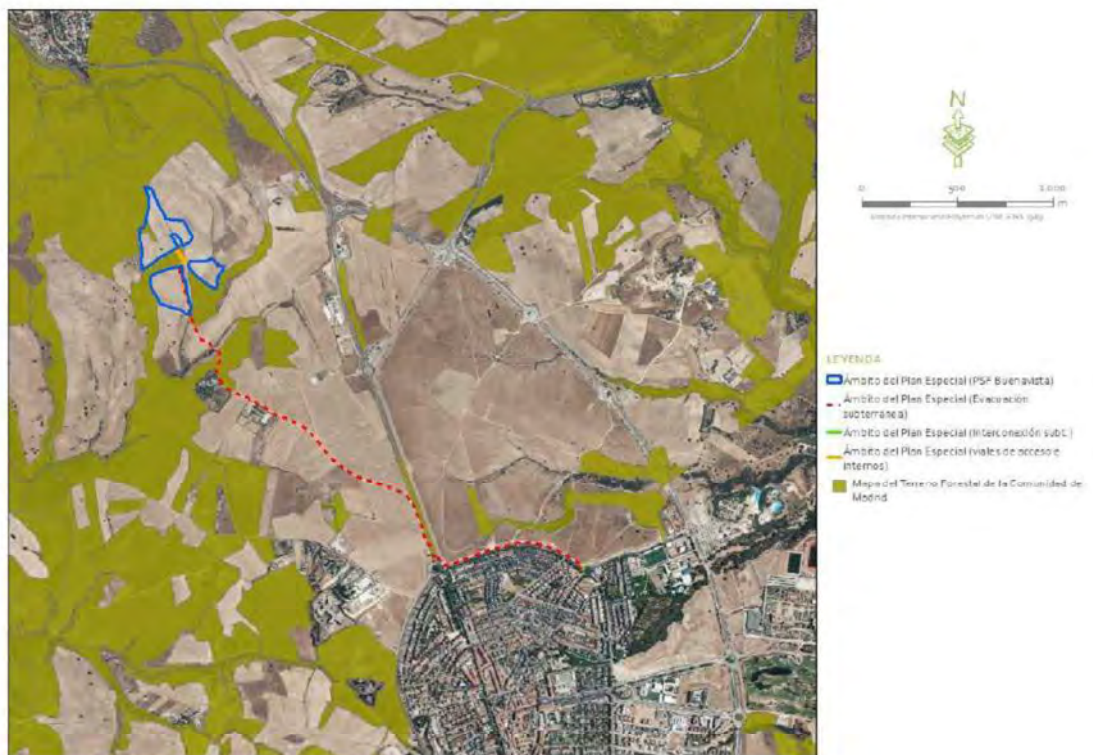 N
0 500 1.000
m
LEYENDA
Ámbito del Plan Especial (PSF Buenavista)
Ámbito del Plan Especial (Evacuación
subterránea)
Ámbito del Plan Especial (Interconexión subt.)
Ámbito del Plan Especial (viales de acceso e
internos)
Mapa del Terreno Forestal de la Comunidad de
Madrid